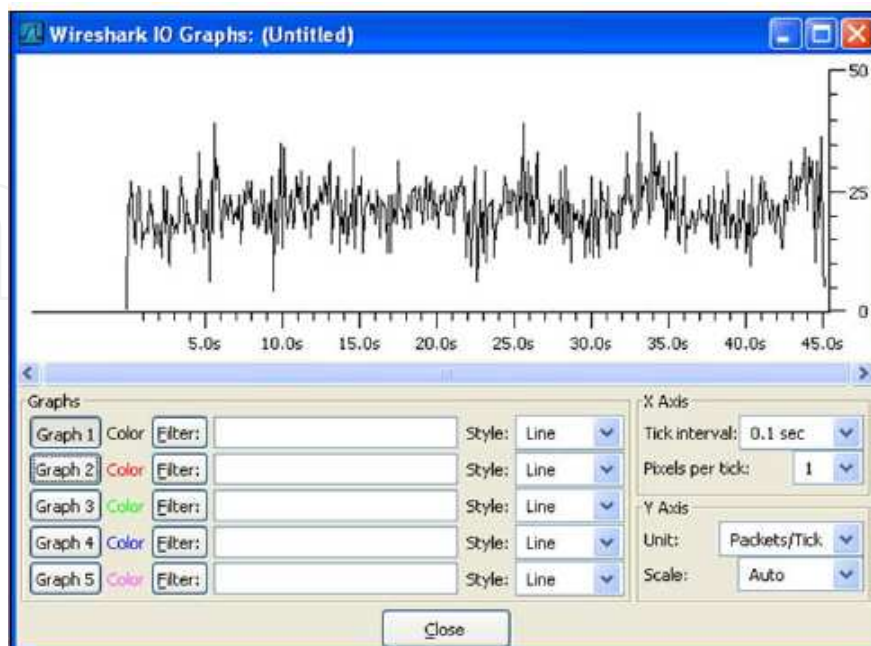 Wireshark IO Graphs: (Untitled)
50
25
0
5.0s 10.0s 15.0s 20.0s 25.0s 30.0s 35.0s 40.0s 45.0s
Graphs
Graph 1 Color Filter: Style: Line
Graph 2 Color Filter: Style: Line
Graph 3 Color Filter: Style: Line
Graph 4 Color Filter: Style: Line
Graph 5 Color Filter: Style: Line
X Axis
Tick interval: 0.1 sec
Pixels per tick: 1
Y Axis
Unit: Packets/Tick
Scale: Auto
Close